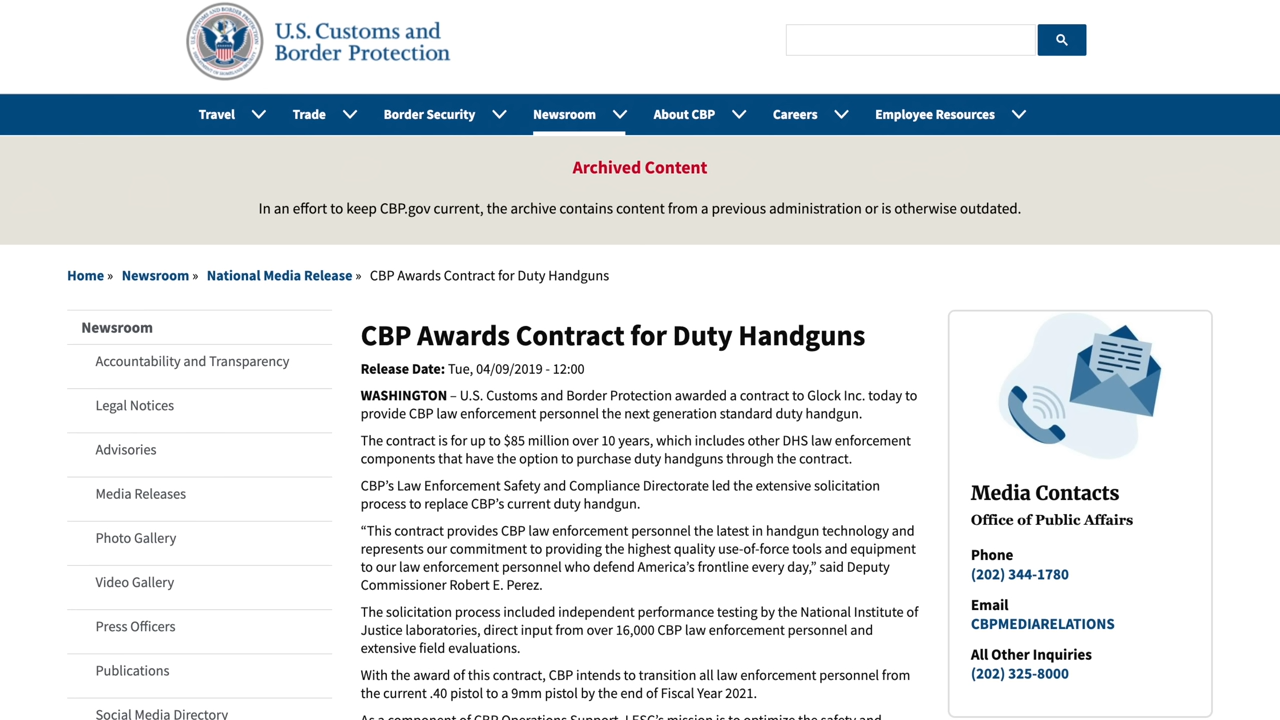 U.S. Customs and
Border Protection
Travel Trade Border Security Newsroom About CBP Careers Employee Resources
Archived Content
In an effort to keep CBP.gov current, the archive contains content from a previous administration or is otherwise outdated.
Home » Newsroom » National Media Release » CBP Awards Contract for Duty Handguns
Newsroom
Accountability and Transparency
Legal Notices
Advisories
Media Releases
Photo Gallery
Video Gallery
Press Officers
Publications
Social Media Directory
CBP Awards Contract for Duty Handguns
Release Date: Tue, 04/09/2019 - 12:00
WASHINGTON – U.S. Customs and Border Protection awarded a contract to Glock Inc. today to
provide CBP law enforcement personnel the next generation standard duty handgun.
The contract is for up to $85 million over 10 years, which includes other DHS law enforcement
components that have the option to purchase duty handguns through the contract.
CBP’s Law Enforcement Safety and Compliance Directorate led the extensive solicitation
process to replace CBP’s current duty handgun.
“This contract provides CBP law enforcement personnel the latest in handgun technology and
represents our commitment to providing the highest quality use-of-force tools and equipment
to our law enforcement personnel who defend America’s frontline every day,” said Deputy
Commissioner Robert E. Perez.
The solicitation process included independent performance testing by the National Institute of
Justice laboratories, direct input from over 16,000 CBP law enforcement personnel and
extensive field evaluations.
With the award of this contract, CBP intends to transition all law enforcement personnel from
the current .40 pistol to a 9mm pistol by the end of Fiscal Year 2021.
As a component of CBP Operations Support, LESC’s mission is to optimize the safety and
Media Contacts
Office of Public Affairs
Phone
(202) 344-1780
Email
CBPMEDIARELATIONS
All Other Inquiries
(202) 325-8000